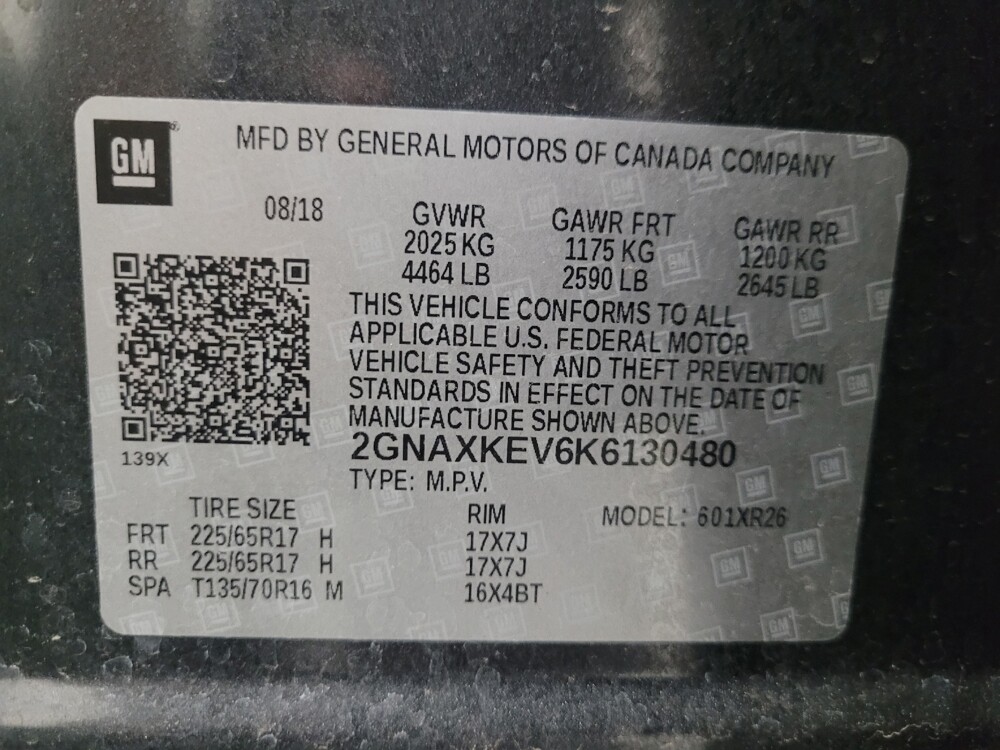 GM
MFD BY GENERAL MOTORS OF CANADA COMPANY
08/18
GVWR GAWR FRT GAWR RR
2025 KG 1175 KG 1200 KG
4464 LB 2590 LB 2645 LB
THIS VEHICLE CONFORMS TO ALL
APPLICABLE U.S. FEDERAL MOTOR
VEHICLE SAFETY AND THEFT PREVENTION
STANDARDS IN EFFECT ON THE DATE OF
MANUFACTURE SHOWN ABOVE.
2GNAXKEV6K6130480
139X
TYPE: M.P.V.
TIRE SIZE RIM MODEL: 601XR26
FRT 225/65R17 H 17X7J
RR 225/65R17 H 17X7J
SPA T135/70R16 M 16X4BT